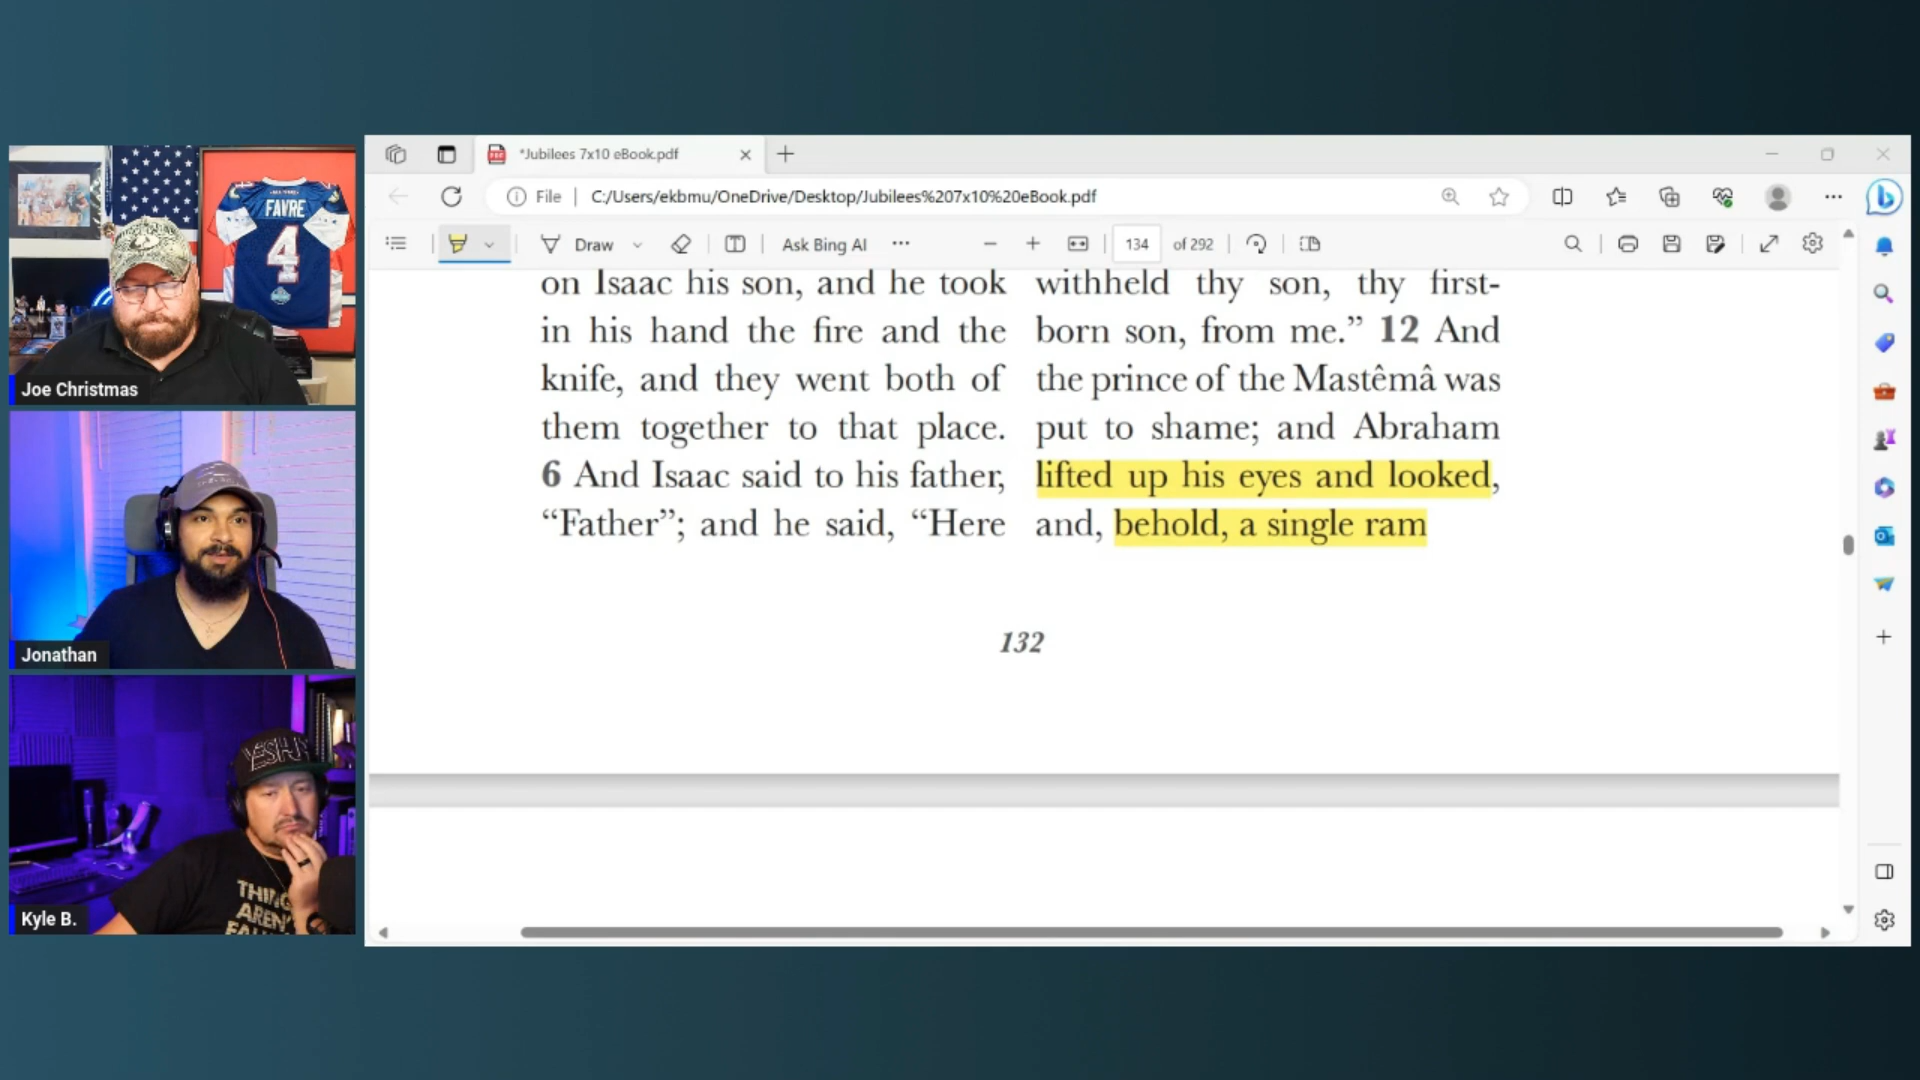 FAVRE
4
Joe Christmas
Jonathan
THINGS
AREN'T
Kyle B.
*Jubilees 7x10 eBook.pdf
File
C:/Users/ekbmu/OneDrive/Desktop/Jubilees%207x10%20eBook.pdf
Draw
Ask Bing AI
134 of 292
on Isaac his son, and he took
in his hand the fire and the
knife, and they went both of
them together to that place.
6 And Isaac said to his father,
“Father”; and he said, “Here
withheld thy son, thy first-
born son, from me.” 12 And
the prince of the Mastêmâ was
put to shame; and Abraham
lifted up his eyes and looked,
and, behold, a single ram
132